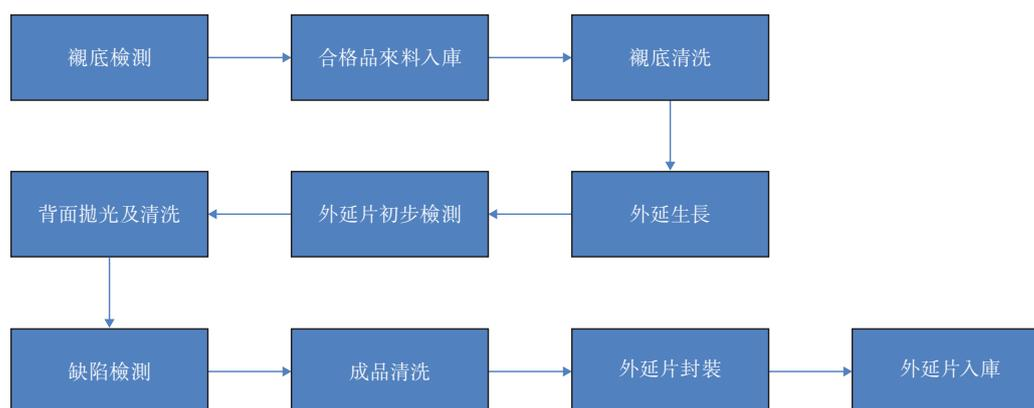 襯底檢測
合格品來料入庫
襯底清洗
外延生長
外延片初步檢測
背面拋光及清洗
缺陷檢測
成品清洗
外延片封裝
外延片入庫